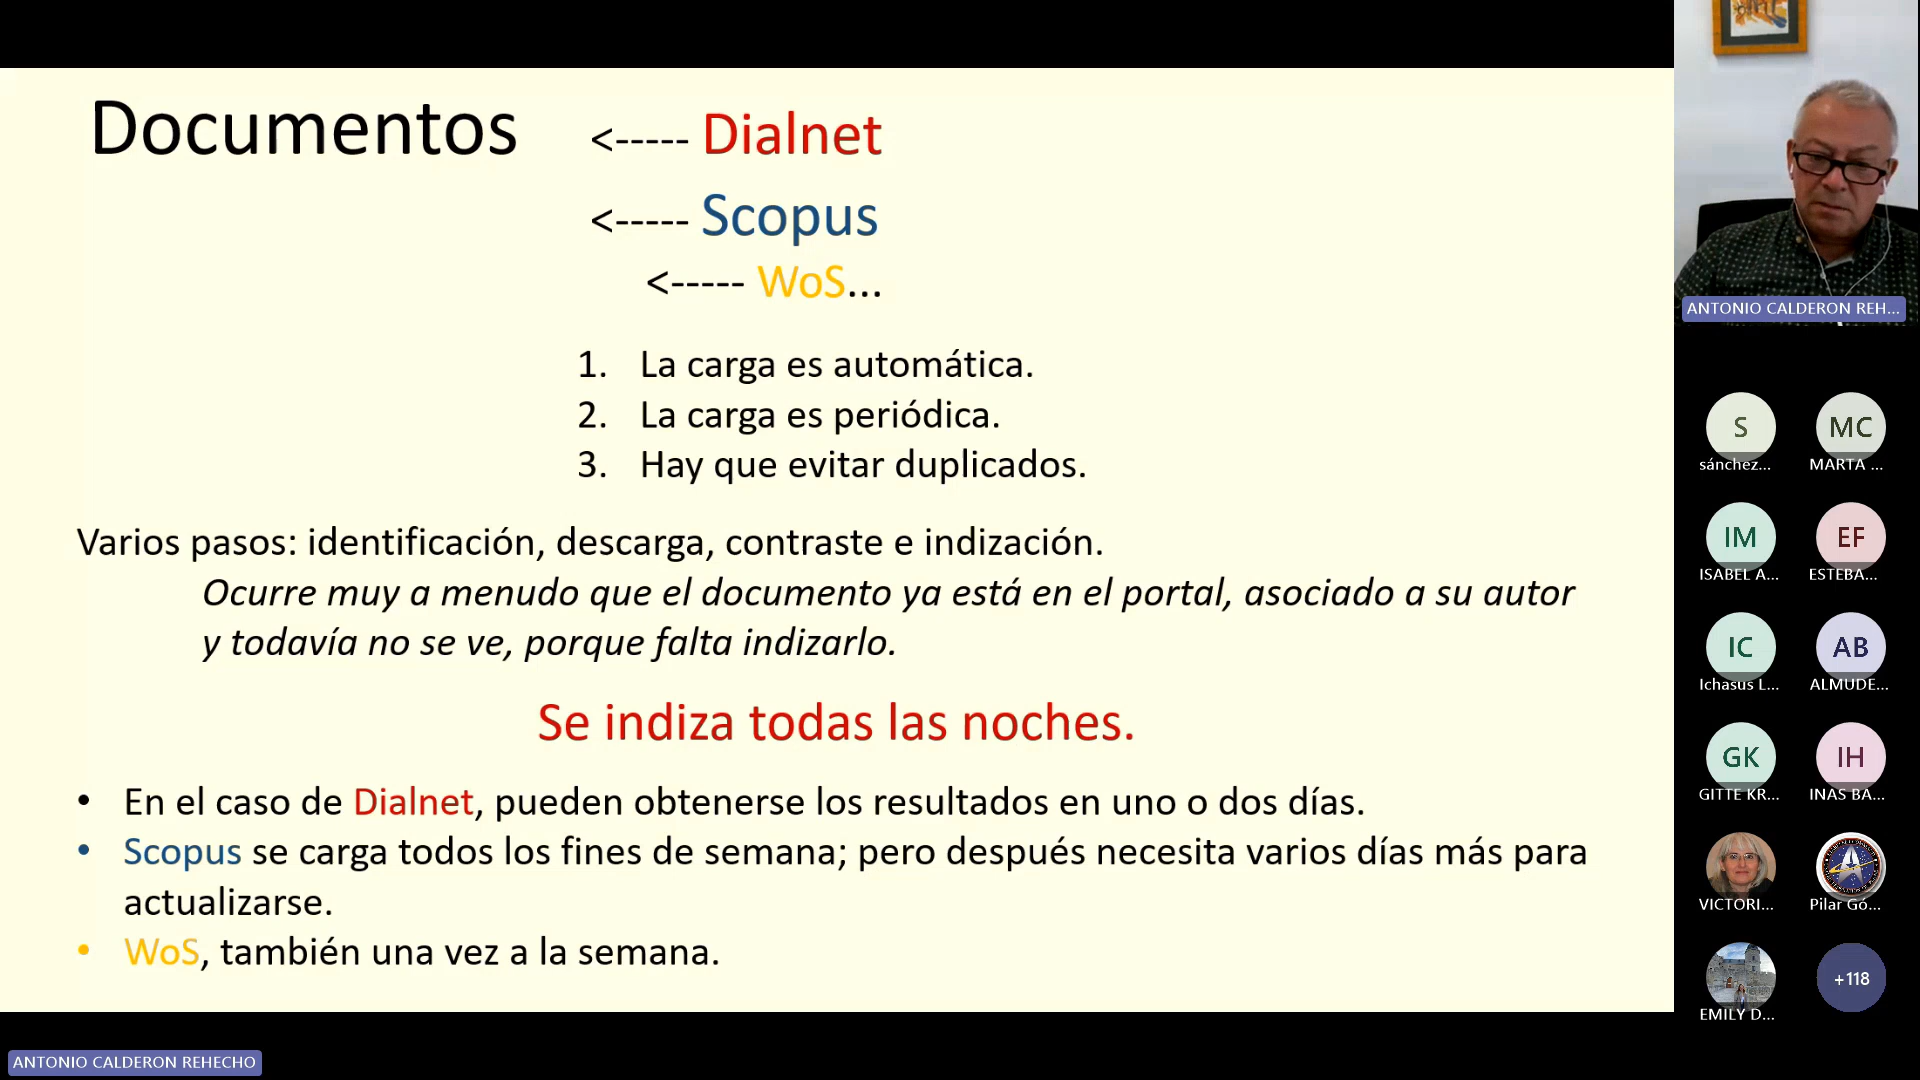 Documentos <----- Dialnet
<----- Scopus
<----- WoS...
1. La carga es automática.
2. La carga es periódica.
3. Hay que evitar duplicados.
Varios pasos: identificación, descarga, contraste e indización.
Ocurre muy a menudo que el documento ya está en el portal, asociado a su autor
y todavía no se ve, porque falta indizarlo.
Se indiza todas las noches.
• En el caso de Dialnet, pueden obtenerse los resultados en uno o dos días.
• Scopus se carga todos los fines de semana; pero después necesita varios días más para
actualizarse.
• WoS, también una vez a la semana.
ANTONIO CALDERON REHECHO
ANTONIO CALDERON REH...
S MC
sánchez... MARTA ...
IM EF
ISABEL A... ESTEBA...
IC AB
Ichasus L... ALMUDE...
GK IH
GITTE KR... INAS BA...
VICTORI... Pilar Gó...
+118
EMILY D...